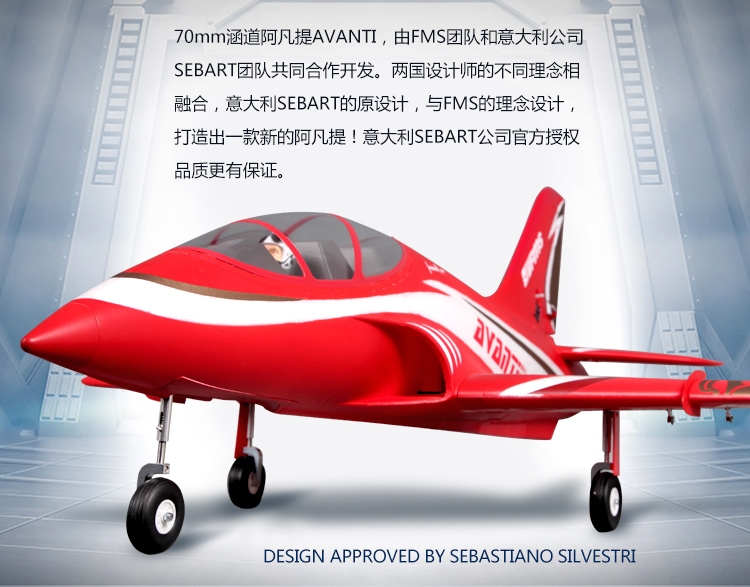 70mm涵道阿凡提AVANTI，由FMS团队和意大利公司
SEBART团队共同合作开发。两国设计师的不同理念相
融合，意大利SEBART的原设计，与FMS的理念设计，
打造出一款新的阿凡提！意大利SEBART公司官方授权
品质更有保证。
avanti
DESIGN APPROVED BY SEBASTIANO SILVESTRI